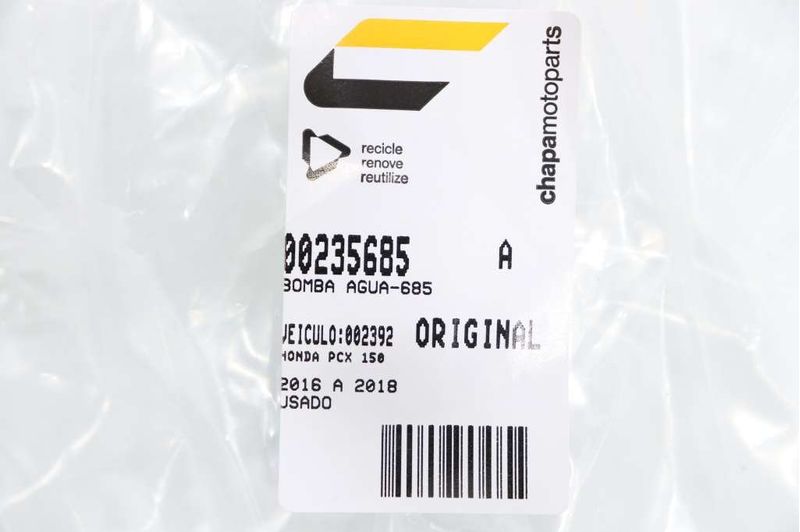 chapamotoparts
recicle
renove
reutilize
00235685 A
BOMBA AGUA-685
VEICULO:002392 ORIGINAL
HONDA PCX 150
2016 A 2018
USADO